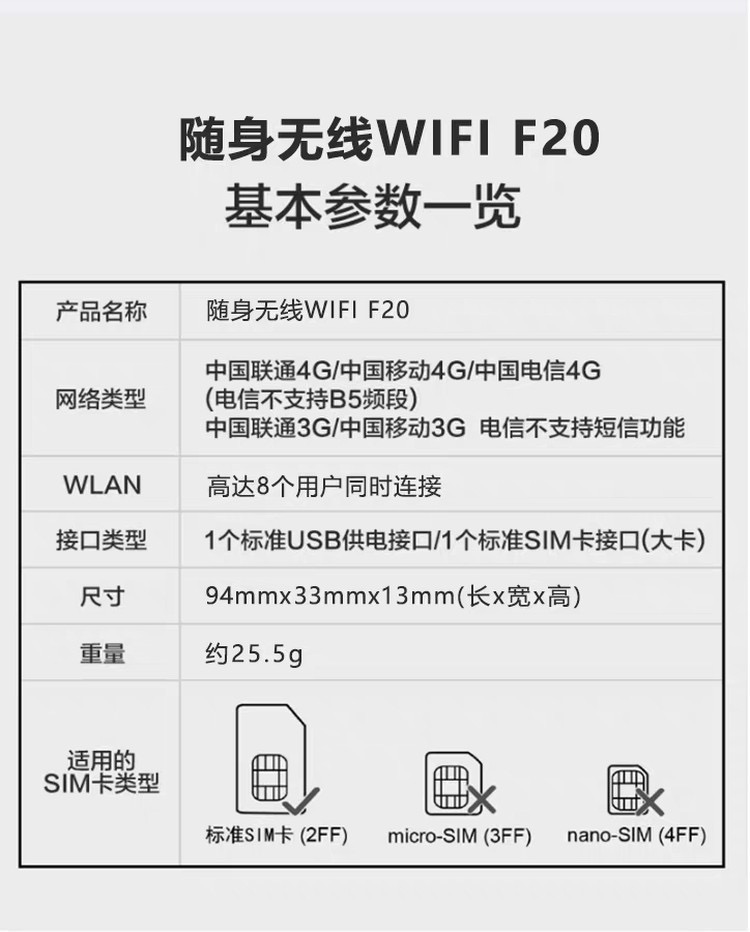 随身无线WIFI F20
基本参数一览
产品名称
随身无线WIFI F20
网络类型
中国联通4G/中国移动4G/中国电信4G
(电信不支持B5频段)
中国联通3G/中国移动3G 电信不支持短信功能
WLAN
高达8个用户同时连接
接口类型
1个标准USB供电接口/1个标准SIM卡接口(大卡)
尺寸
94mmx33mmx13mm(长x宽x高)
重量
约25.5g
适用的
SIM卡类型
标准SIM卡 (2FF)
micro-SIM (3FF)
nano-SIM (4FF)